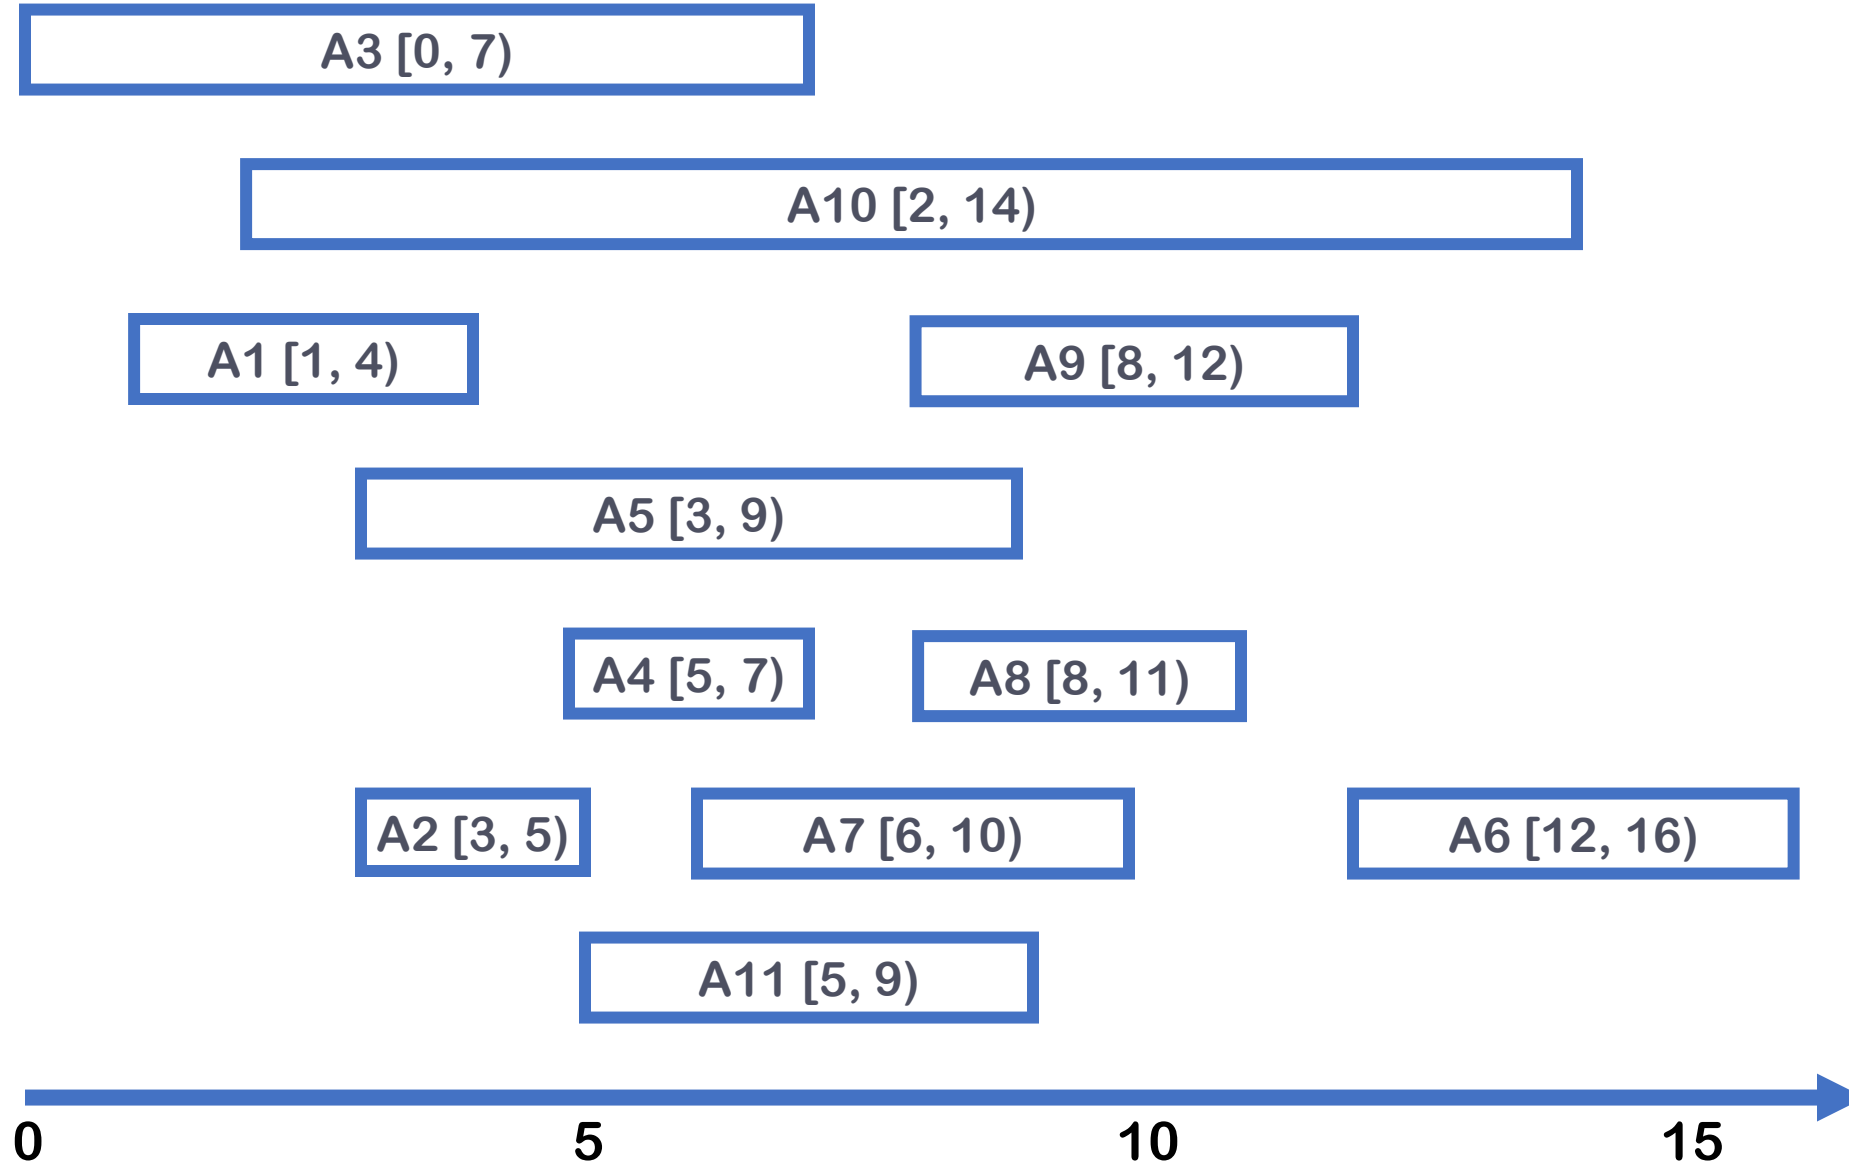 A3 [0, 7)
A10 [2, 14)
A1 [1, 4)
A9 [8, 12)
A5 [3, 9)
A4 [5, 7)
A8 [8, 11)
A2 [3, 5)
A7 [6, 10)
A6 [12, 16)
A11 [5, 9)
0 5 10 15